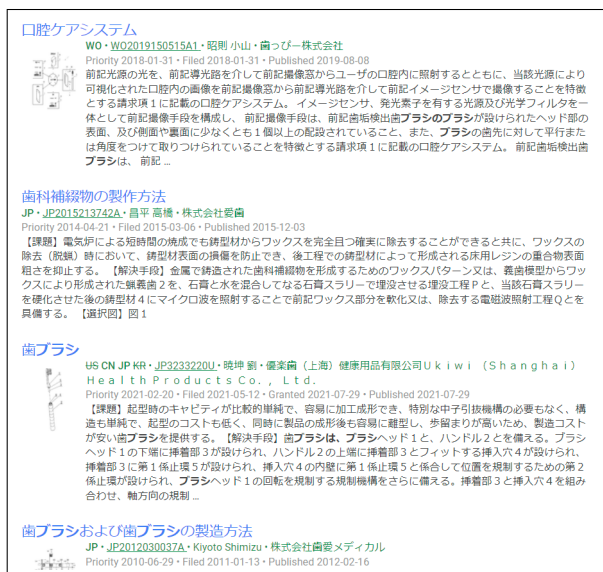 口腔ケアシステム
WO • WO2019150515A1 • 昭則 小山 • 歯っぴー株式会社
Priority 2018-01-31 • Filed 2018-01-31 • Published 2019-08-08
前記光源の光を、前記導光路を介して前記撮像窓からユーザの口腔内に照射するとともに、当該光源により
可視化された口腔内の画像を前記撮像窓から前記導光路を介して前記イメージセンサで撮像することを特徴
とする請求項１に記載の口腔ケアシステム。 イメージセンサ、発光素子を有する光源及び光学フィルタを一
体として前記撮像手段を構成し、 前記撮像手段は、前記歯垢検出歯ブラシのブラシが設けられたヘッド部の
表面、及び側面や裏面に少なくとも１個以上の配設されていること、また、ブラシの歯先に対して平行また
は角度をつけて取りつけられていることを特徴とする請求項１に記載の口腔ケアシステム。 前記歯垢検出歯
ブラシは、 前記 ...
歯科補綴物の製作方法
JP • JP2015213742A • 昌平 高橋 • 株式会社愛歯
Priority 2014-04-21 • Filed 2015-03-06 • Published 2015-12-03
【課題】電気炉による短時間の焼成でも鋳型材からワックスを完全且つ確実に除去することができると共に、ワックスの
除去（脱蝋）時において、鋳型材表面の損傷を防止でき、後工程での鋳型材によって形成される床用レジンの重合物表面
粗さを抑止する。 【解決手段】金属で鋳造された歯科補綴物を形成するためのワックスパターン又は、義歯模型からワッ
クスにより形成された蝋義歯２を、石膏と水を混合してなる石膏スラリーで埋没させる埋没工程Ｐと、当該石膏スラリー
を硬化させた後の鋳型材４にマイクロ波を照射することで前記ワックス部分を軟化又は、除去する電磁波照射工程Ｑとを
具備する。 【選択図】図１
歯ブラシ
US CN JP KR • JP3233220U • 暁坤 劉 • 優楽歯（上海）健康用品有限公司Ｕｋｉｗｉ （Ｓｈａｎｇｈａｉ）
Ｈｅａｌｔｈ Ｐｒｏｄｕｃｔｓ Ｃｏ．， Ｌｔｄ．
Priority 2021-02-20 • Filed 2021-05-12 • Granted 2021-07-29 • Published 2021-07-29
【課題】起型時のキャビティが比較的単純で、容易に加工成形でき、特別な中子引抜機構の必要もなく、構
造も単純で、起型のコストも低く、同時に製品の成形後も容易に離型し、歩留まりが高いため、製造コスト
が安い歯ブラシを提供する。【解決手段】歯ブラシは、ブラシヘッド１と、ハンドル２とを備える。ブラシ
ヘッド１の下端に挿着部３が設けられ、ハンドル２の上端に挿着部３とフィットする挿入穴４が設けられ、
挿着部３に第１係止環５が設けられ、挿入穴４の内壁に第１係止環５と係合して位置を規制するための第２
係止環が設けられ、ブラシヘッド１の回転を規制する規制機構をさらに備える。挿着部３と挿入穴４を組み
合わせ、軸方向の規制 ...
歯ブラシおよび歯ブラシの製造方法
JP • JP2012030037A • Kiyoto Shimizu • 株式会社歯愛メディカル
Priority 2010-06-29 • Filed 2011-01-13 • Published 2012-02-16